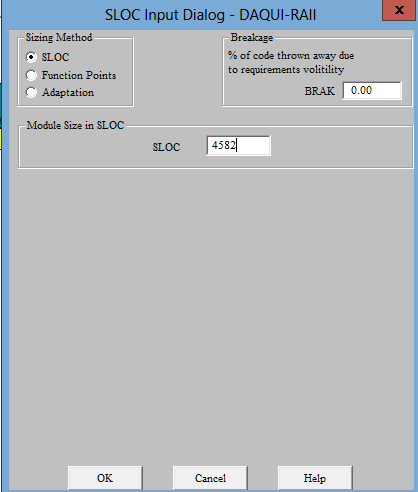 SLOC Input Dialog - DAQUI-RAII
x
Sizing Method
SLOC
Function Points
Adaptation
Breakage
% of code thrown away due
to requirements volitility
BRAK 0.00
Module Size in SLOC
SLOC 4582
OK Cancel Help